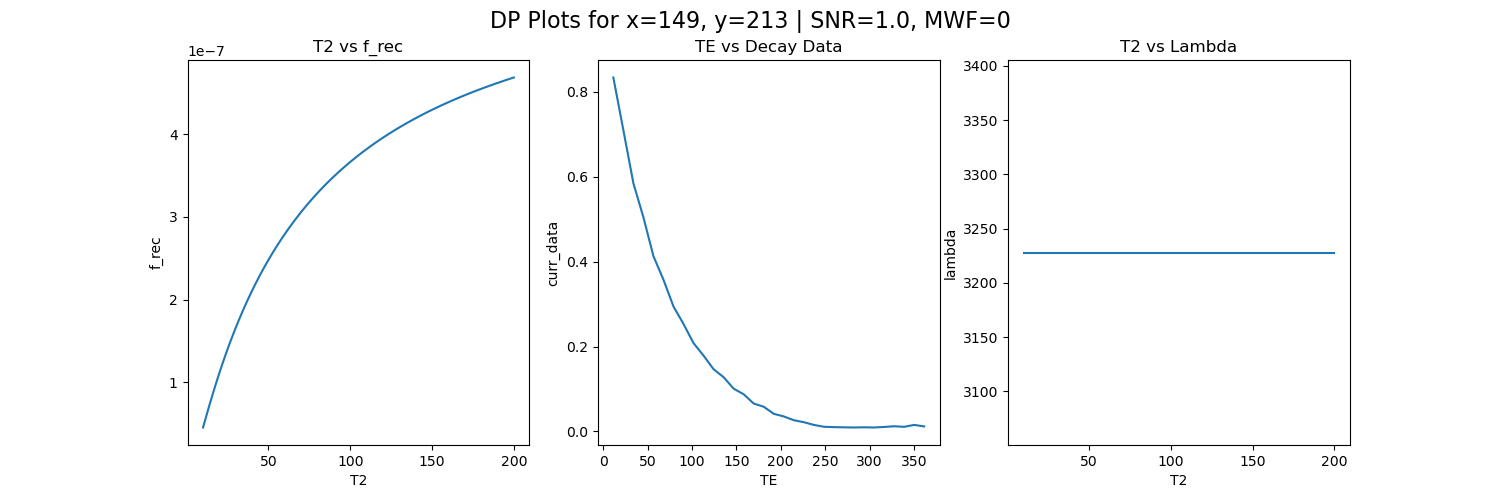 DP Plots for x=149, y=213 | SNR=1.0, MWF=0
T2 vs f_rec
1e−7
4
3
2
1
f_rec
50 100 150 200
T2
TE vs Decay Data
0.8
0.6
0.4
0.2
0.0
curr_data
0 50 100 150 200 250 300 350
TE
T2 vs Lambda
3400
3350
3300
3250
3200
3150
3100
lambda
50 100 150 200
T2